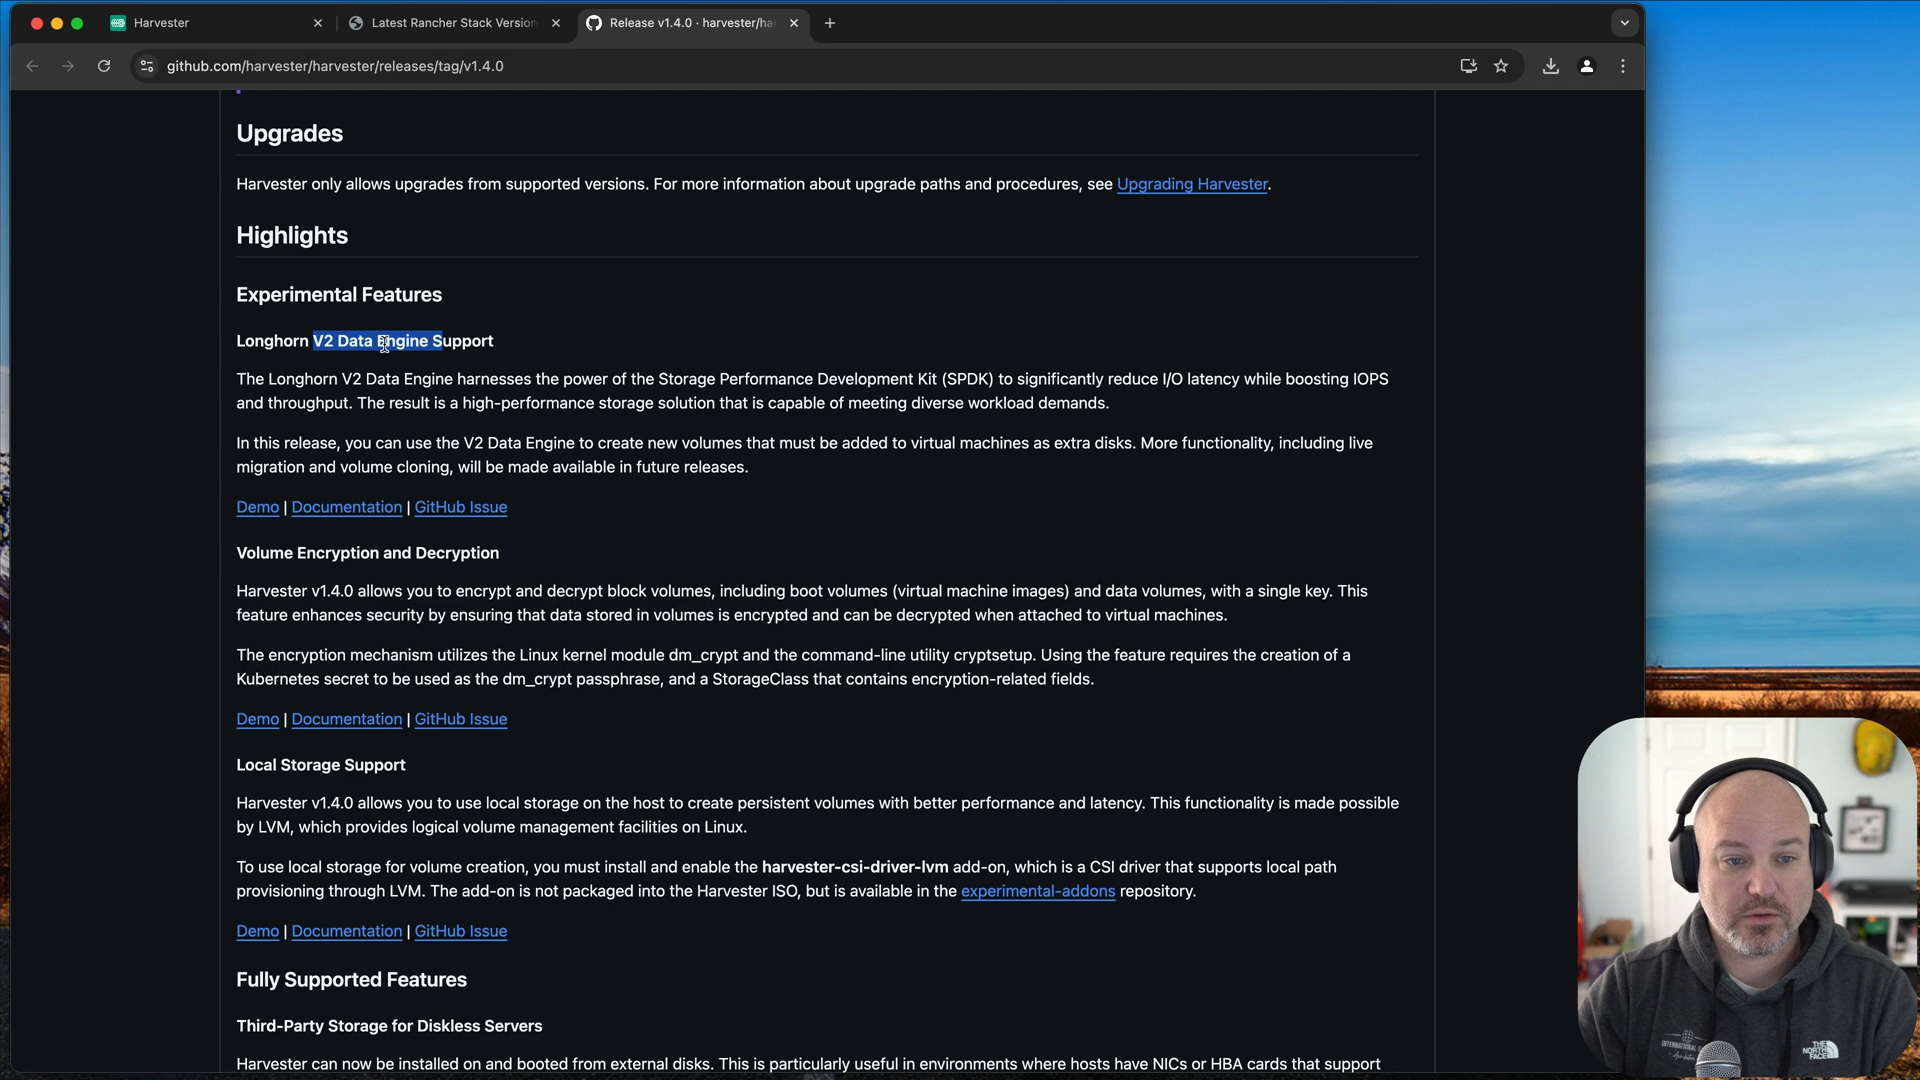 Harvester
Latest Rancher Stack Version
Release v1.4.0 · harvester/ha
github.com/harvester/harvester/releases/tag/v1.4.0
Upgrades
Harvester only allows upgrades from supported versions. For more information about upgrade paths and procedures, see Upgrading Harvester.
Highlights
Experimental Features
Longhorn V2 Data Engine Support
The Longhorn V2 Data Engine harnesses the power of the Storage Performance Development Kit (SPDK) to significantly reduce I/O latency while boosting IOPS
and throughput. The result is a high-performance storage solution that is capable of meeting diverse workload demands.
In this release, you can use the V2 Data Engine to create new volumes that must be added to virtual machines as extra disks. More functionality, including live
migration and volume cloning, will be made available in future releases.
Demo | Documentation | GitHub Issue
Volume Encryption and Decryption
Harvester v1.4.0 allows you to encrypt and decrypt block volumes, including boot volumes (virtual machine images) and data volumes, with a single key. This
feature enhances security by ensuring that data stored in volumes is encrypted and can be decrypted when attached to virtual machines.
The encryption mechanism utilizes the Linux kernel module dm_crypt and the command-line utility cryptsetup. Using the feature requires the creation of a
Kubernetes secret to be used as the dm_crypt passphrase, and a StorageClass that contains encryption-related fields.
Demo | Documentation | GitHub Issue
Local Storage Support
Harvester v1.4.0 allows you to use local storage on the host to create persistent volumes with better performance and latency. This functionality is made possible
by LVM, which provides logical volume management facilities on Linux.
To use local storage for volume creation, you must install and enable the harvester-csi-driver-lvm add-on, which is a CSI driver that supports local path
provisioning through LVM. The add-on is not packaged into the Harvester ISO, but is available in the experimental-addons repository.
Demo | Documentation | GitHub Issue
Fully Supported Features
Third-Party Storage for Diskless Servers
Harvester can now be installed on and booted from external disks. This is particularly useful in environments where hosts have NICs or HBA cards that support
THE
NORTH
FACE